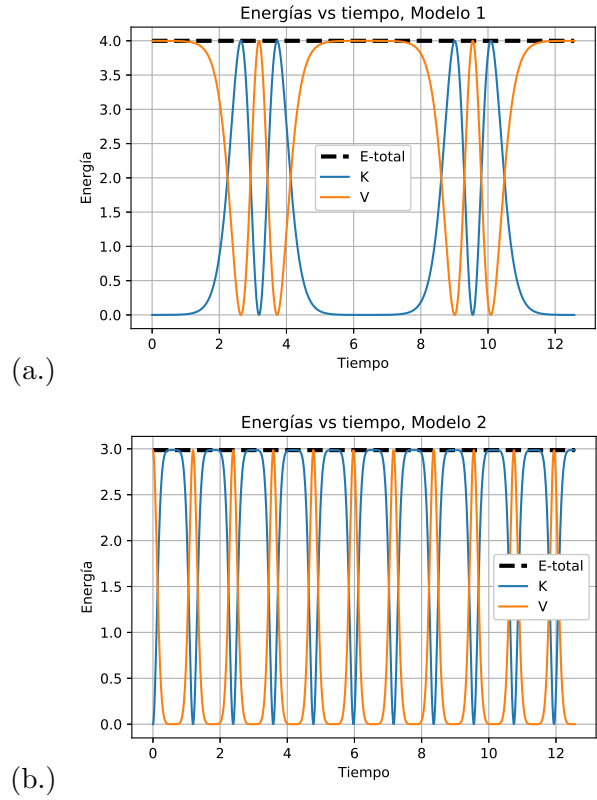 Energías vs tiempo, Modelo 1
4.0
3.5
3.0
2.5
2.0
1.5
1.0
0.5
0.0
Energía
E-total
K
V
0 2 4 6 8 10 12
Tiempo
(a.)
Energías vs tiempo, Modelo 2
3.0
2.5
2.0
1.5
1.0
0.5
0.0
Energía
E-total
K
V
0 2 4 6 8 10 12
Tiempo
(b.)